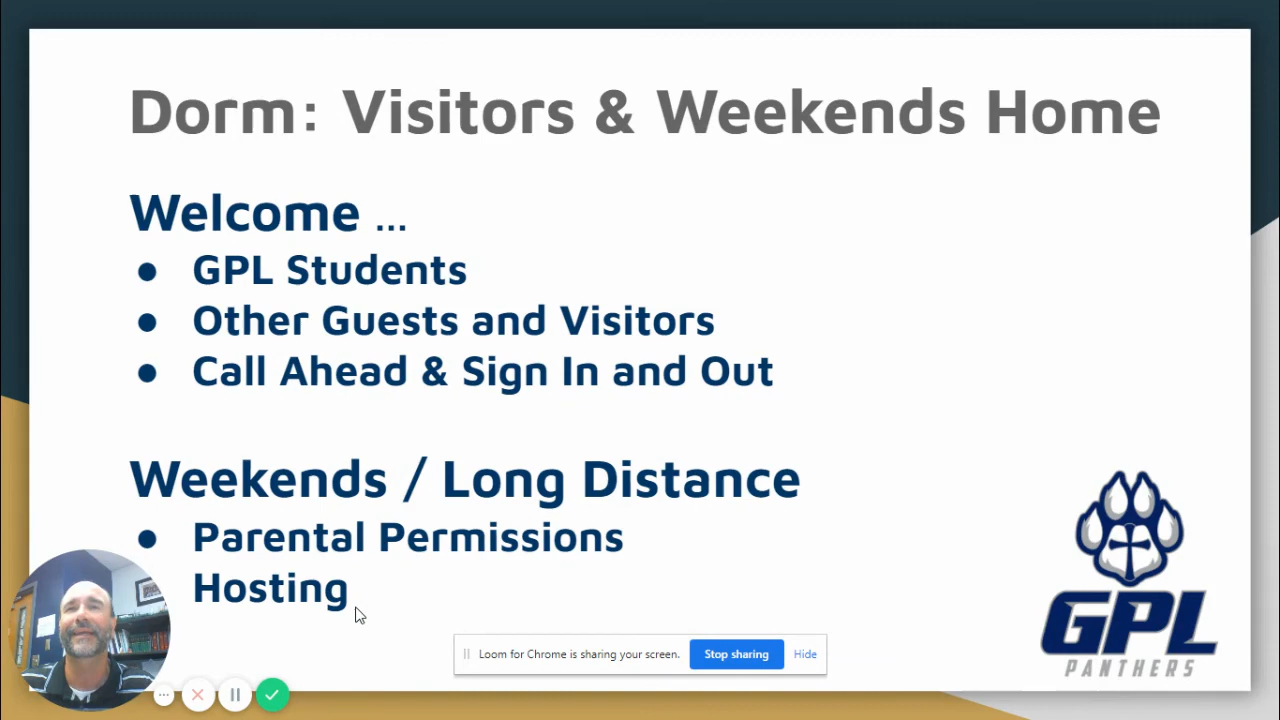 Dorm: Visitors & Weekends Home
Welcome ...
● GPL Students
● Other Guests and Visitors
● Call Ahead & Sign In and Out
Weekends / Long Distance
● Parental Permissions
Hosting
GPL
PANTHERS
Loom for Chrome is sharing your screen.
Stop sharing
Hide